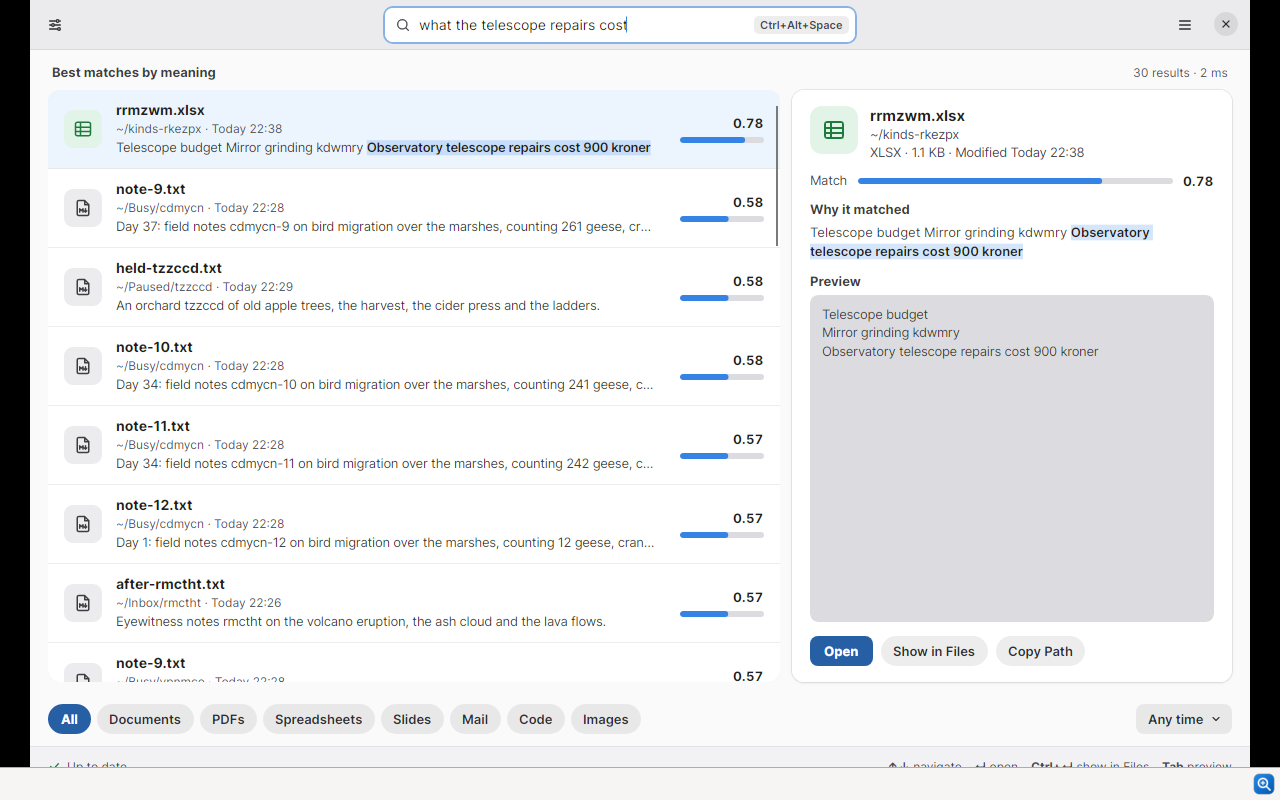 what the telescope repairs cost
Ctrl+Alt+Space
Best matches by meaning
30 results · 2 ms
rrmzwm.xlsx
~/kinds-rkezpx · Today 22:38
Telescope budget Mirror grinding kdwmry Observatory telescope repairs cost 900 kroner
0.78
note-9.txt
~/Busy/cdmycn · Today 22:28
Day 37: field notes cdmycn-9 on bird migration over the marshes, counting 261 geese, cr…
0.58
held-tzzccd.txt
~/Paused/tzzccd · Today 22:29
An orchard tzzccd of old apple trees, the harvest, the cider press and the ladders.
0.58
note-10.txt
~/Busy/cdmycn · Today 22:28
Day 34: field notes cdmycn-10 on bird migration over the marshes, counting 241 geese, c…
0.58
note-11.txt
~/Busy/cdmycn · Today 22:28
Day 34: field notes cdmycn-11 on bird migration over the marshes, counting 242 geese, c…
0.57
note-12.txt
~/Busy/cdmycn · Today 22:28
Day 1: field notes cdmycn-12 on bird migration over the marshes, counting 12 geese, cran…
0.57
after-rmctht.txt
~/Inbox/rmctht · Today 22:26
Eyewitness notes rmctht on the volcano eruption, the ash cloud and the lava flows.
0.57
note-9.txt
0.57
rrmzwm.xlsx
~/kinds-rkezpx
XLSX · 1.1 KB · Modified Today 22:38
Match 0.78
Why it matched
Telescope budget Mirror grinding kdwmry Observatory
telescope repairs cost 900 kroner
Preview
Telescope budget
Mirror grinding kdwmry
Observatory telescope repairs cost 900 kroner
Open Show in Files Copy Path
All Documents PDFs Spreadsheets Slides Mail Code Images
Any time
Up to date
navigate open Ctrl+↵ show in Files Tab preview